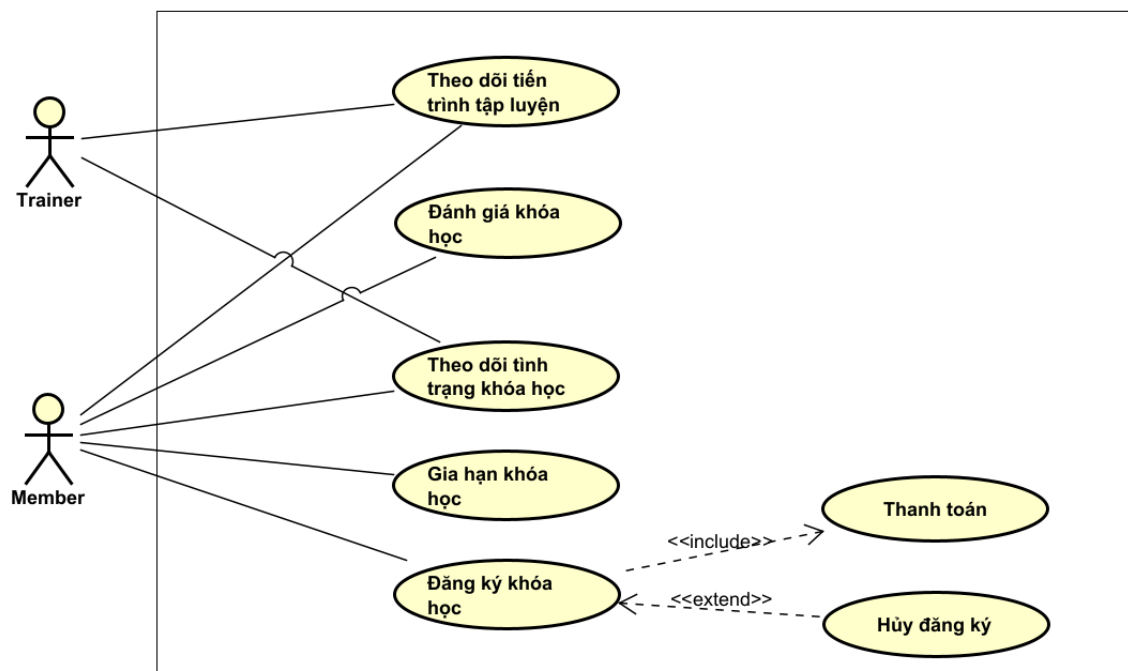 Theo dõi tiến
trình tập luyện
Trainer
Đánh giá khóa
học
Theo dõi tình
trạng khóa học
Member
Gia hạn khóa
học
Thanh toán
<<include>>
Đăng ký khóa
học
<<extend>>
Hủy đăng ký